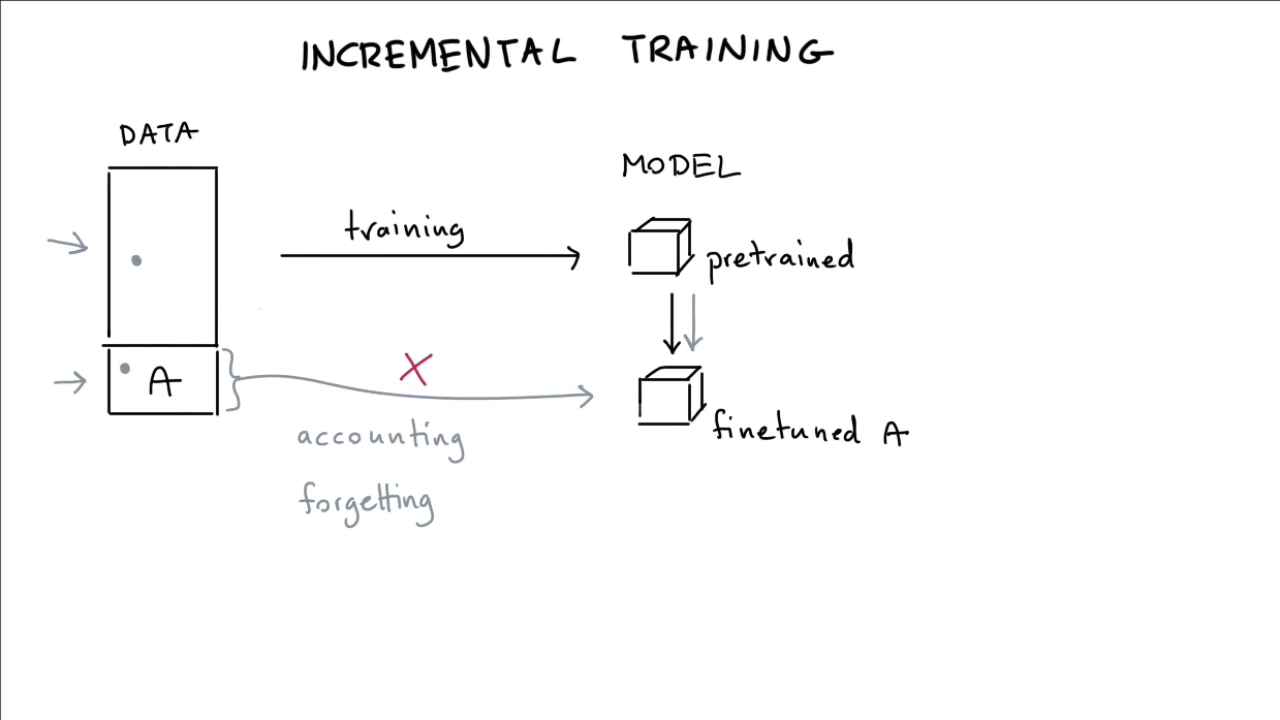 INCREMENTAL TRAINING
DATA
MODEL
training
pretrained
A
X
accounting
finetuned A
forgetting